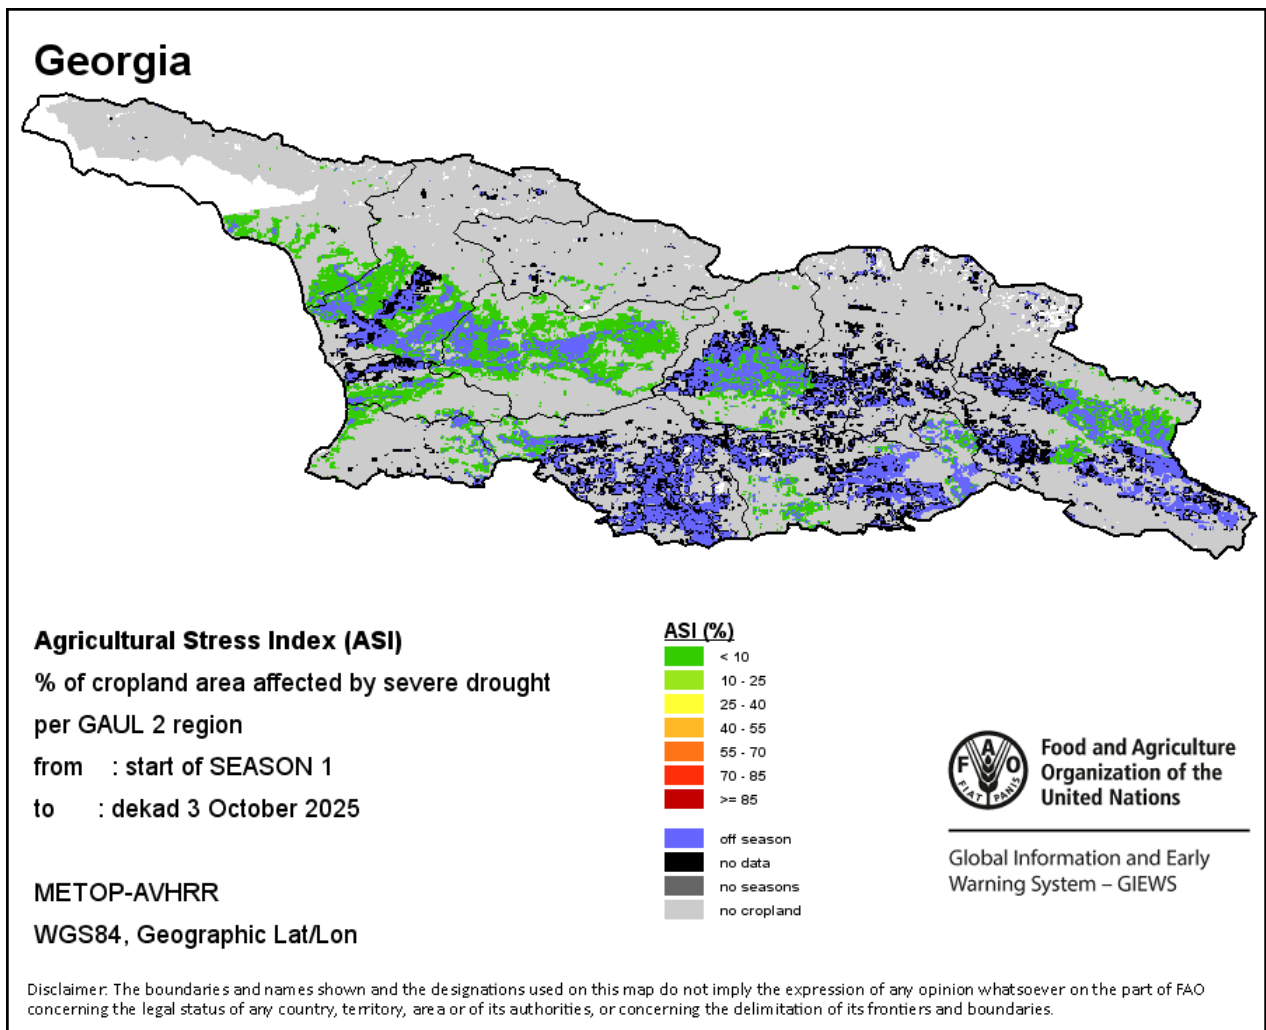 Georgia
Agricultural Stress Index (ASI)
% of cropland area affected by severe drought
per GAUL 2 region
from : start of SEASON 1
to : dekad 3 October 2025
METOP-AVHRR
WGS84, Geographic Lat/Lon
ASI (%)
< 10
10 - 25
25 - 40
40 - 55
55 - 70
70 - 85
>= 85
off season
no data
no seasons
no cropland
F A O
FIAT PANIS
Food and Agriculture
Organization of the
United Nations
Global Information and Early
Warning System – GIEWS
Disclaimer: The boundaries and names shown and the designations used on this map do not imply the expression of any opinion whatsoever on the part of FAO
concerning the legal status of any country, territory, area or of its authorities, or concerning the delimitation of its frontiers and boundaries.